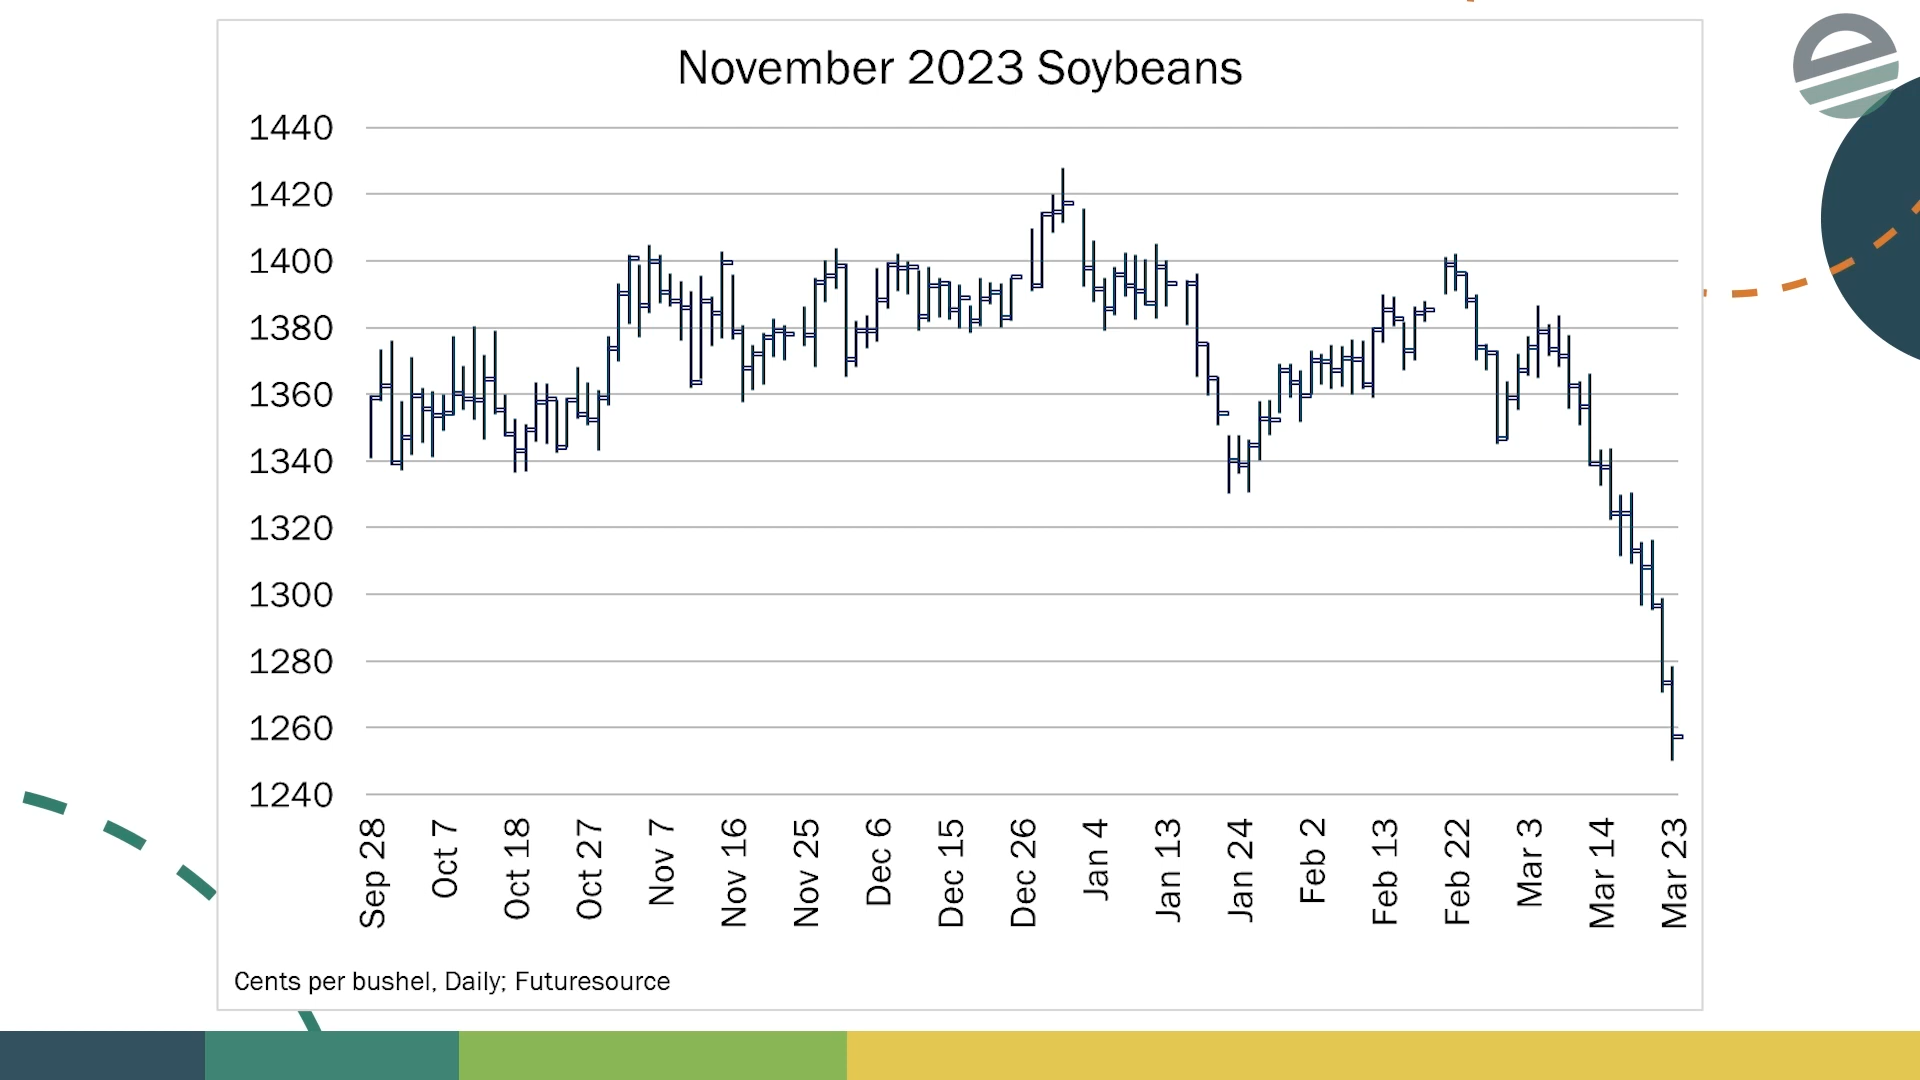 November 2023 Soybeans
1440
1420
1400
1380
1360
1340
1320
1300
1280
1260
1240
Sep 28
Oct 7
Oct 18
Oct 27
Nov 7
Nov 16
Nov 25
Dec 6
Dec 15
Dec 26
Jan 4
Jan 13
Jan 24
Feb 2
Feb 13
Feb 22
Mar 3
Mar 14
Mar 23
Cents per bushel, Daily; Futuresource